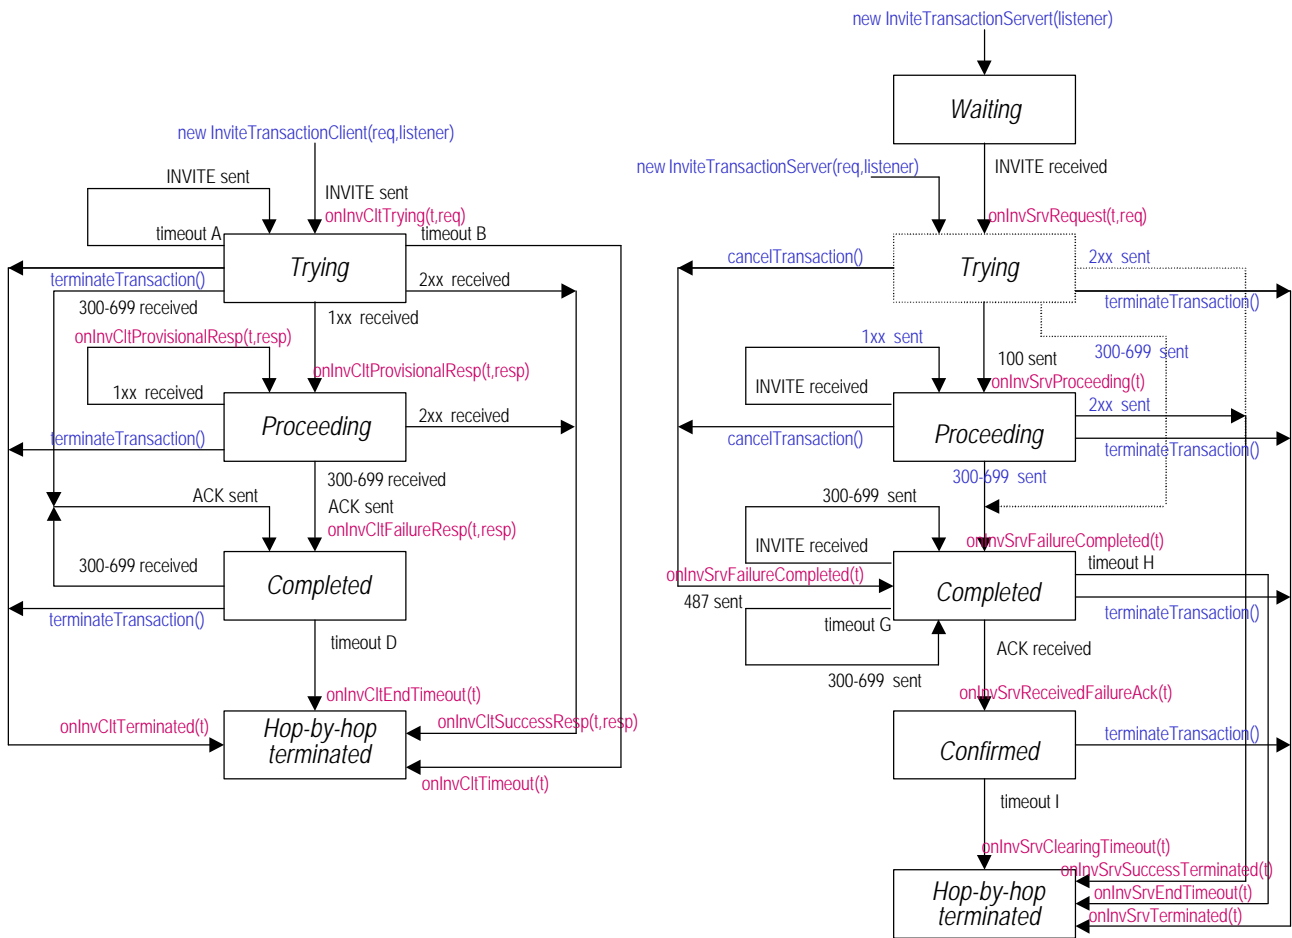 new InviteTransactionServert(listener)
Waiting
new InviteTransactionClient(req,listener)
INVITE received
new InviteTransactionServer(req,listener)
INVITE sent
INVITE sent
onInvCltTrying(t,req)
onInvSrvRequest(t,req)
timeout A
timeout B
Trying
terminateTransaction()
2xx received
300-699 received
1xx received
onInvCltProvisionalResp(t,resp)
onInvCltProvisionalResp(t,resp)
1xx received
Proceeding
2xx received
terminateTransaction()
300-699 received
ACK sent
ACK sent
onInvCltFailureResp(t,resp)
300-699 received
Completed
terminateTransaction()
timeout D
onInvCltEndTimeout(t)
onInvCltTerminated(t)
Hop-by-hop
terminated
onInvCltSuccessResp(t,resp)
onInvCltTimeout(t)
cancelTransaction()
Trying
2xx sent
terminateTransaction()
1xx sent
100 sent
300-699 sent
onInvSrvProceeding(t)
INVITE received
2xx sent
cancelTransaction()
Proceeding
terminateTransaction()
300-699 sent
300-699 sent
INVITE received
onInvSrvFailureCompleted(t)
timeout H
onInvSrvFailureCompleted(t)
487 sent
Completed
terminateTransaction()
timeout G
ACK received
300-699 sent
onInvSrvReceivedFailureAck(t)
Confirmed
terminateTransaction()
timeout I
onInvSrvClearingTimeout(t)
onInvSrvSuccessTerminated(t)
Hop-by-hop
terminated
onInvSrvEndTimeout(t)
onInvSrvTerminated(t)